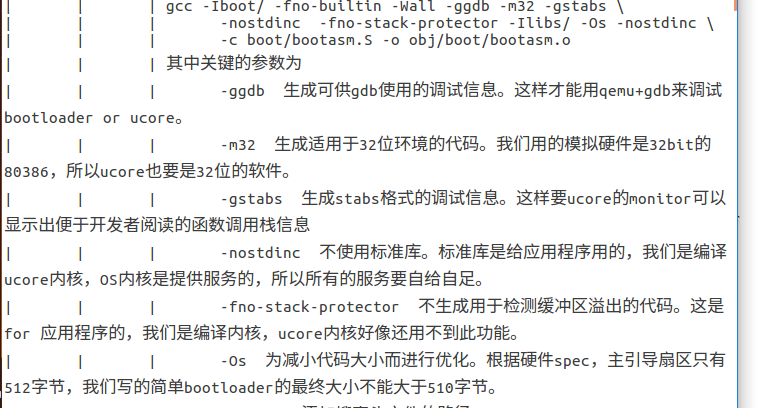 |       |       | gcc -Iboot/ -fno-builtin -Wall -ggdb -m32 -gstabs \
|       |       |       -nostdinc  -fno-stack-protector -Ilibs/ -Os -nostdinc \
|       |       |       -c boot/bootasm.S -o obj/boot/bootasm.o
|       |       | 其中关键的参数为
|       |       |       -ggdb  生成可供gdb使用的调试信息。这样才能用qemu+gdb来调试
bootloader or ucore。
|       |       |       -m32  生成适用于32位环境的代码。我们用的模拟硬件是32bit的
80386，所以ucore也要是32位的软件。
|       |       |       -gstabs  生成stabs格式的调试信息。这样要ucore的monitor可以
显示出便于开发者阅读的函数调用栈信息
|       |       |       -nostdinc  不使用标准库。标准库是给应用程序用的，我们是编译
ucore内核，OS内核是提供服务的，所以所有的服务要自给自足。
|       |       |       -fno-stack-protector  不生成用于检测缓冲区溢出的代码。这是
for 应用程序的，我们是编译内核，ucore内核好像还用不到此功能。
|       |       |       -Os  为减小代码大小而进行优化。根据硬件spec，主引导扇区只有
512字节，我们写的简单bootloader的最终大小不能大于510字节。